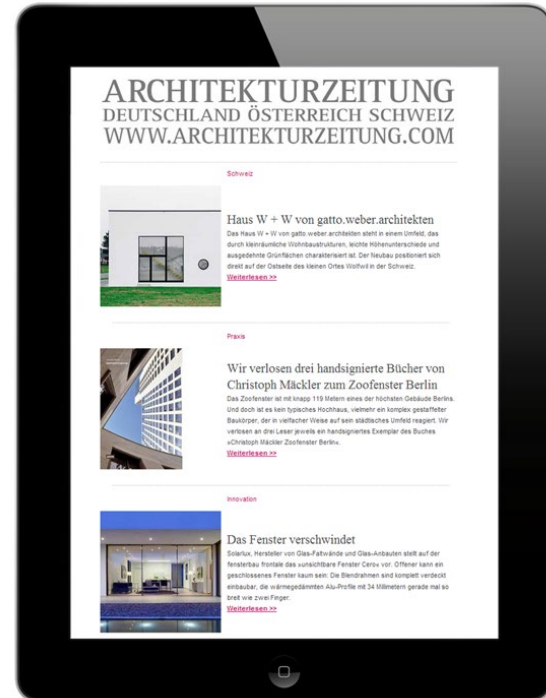 ARCHITEKTURZEITUNG
DEUTSCHLAND ÖSTERREICH SCHWEIZ
WWW.ARCHITEKTURZEITUNG.COM
Schweiz
Haus W + W von gatto.weber.architekten
Das Haus W + W von gatto.weber.architekten steht in einem Umfeld, das
durch kleinräumliche Wohnbaustrukturen, leichte Höhenunterschiede und
ausgedehnte Grünflächen charakterisiert ist. Der Neubau positioniert sich
direkt auf der Ostseite des kleinen Ortes Wolfwil in der Schweiz.
Weiterlesen >>
Praxis
Wir verlosen drei handsignierte Bücher von
Christoph Mäckler zum Zoofenster Berlin
Das Zoofenster ist mit knapp 119 Metern eines der höchsten Gebäude Berlins.
Und doch ist es kein typisches Hochhaus, vielmehr ein komplex gestaffelter
Baukörper, der in vielfacher Weise auf sein städtisches Umfeld reagiert. Wir
verlosen an drei Leser jeweils ein handsigniertes Exemplar des Buches
»Christoph Mäckler Zoofenster Berlin«.
Weiterlesen >>
Innovation
Das Fenster verschwindet
Solarlux, Hersteller von Glas-Faltwände und Glas-Anbauten stellt auf der
fensterbau frontale das »unsichtbare Fenster Cero« vor. Offener kann ein
geschlossenes Fenster kaum sein: Die Blendrahmen sind komplett verdeckt
einbaubar, die wärmegedämmten Alu-Profile mit 34 Millimetern gerade mal so
breit wie zwei Finger.
Weiterlesen >>